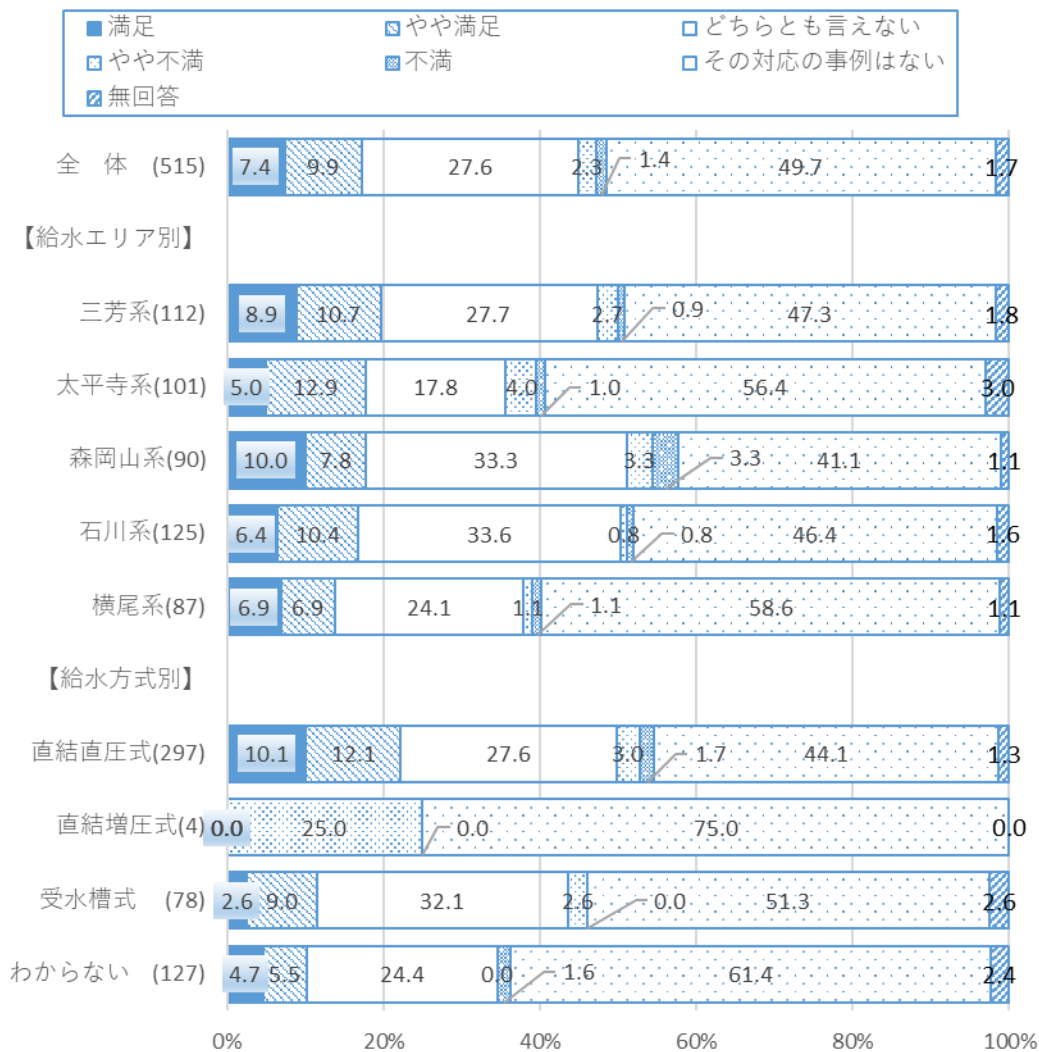 満足 やや満足 どちらとも言えない
やや不満 不満 その対応の事例はない
無回答
全 体 (515) 7.4 9.9 27.6 2.3 1.4 49.7 1.7
【給水エリア別】
三芳系(112) 8.9 10.7 27.7 2.7 0.9 47.3 1.8
太平寺系(101) 5.0 12.9 17.8 4.0 1.0 56.4 3.0
森岡山系(90) 10.0 7.8 33.3 3.3 3.3 41.1 1.1
石川系(125) 6.4 10.4 33.6 0.8 0.8 46.4 1.6
横尾系(87) 6.9 6.9 24.1 1.1 1.1 58.6 1.1
【給水方式別】
直結直圧式(297) 10.1 12.1 27.6 3.0 1.7 44.1 1.3
直結増圧式(4) 0.0 25.0 0.0 75.0 0.0
受水槽式 (78) 2.6 9.0 32.1 2.6 0.0 51.3 2.6
わからない (127) 4.7 5.5 24.4 0.0 1.6 61.4 2.4
0% 20% 40% 60% 80% 100%